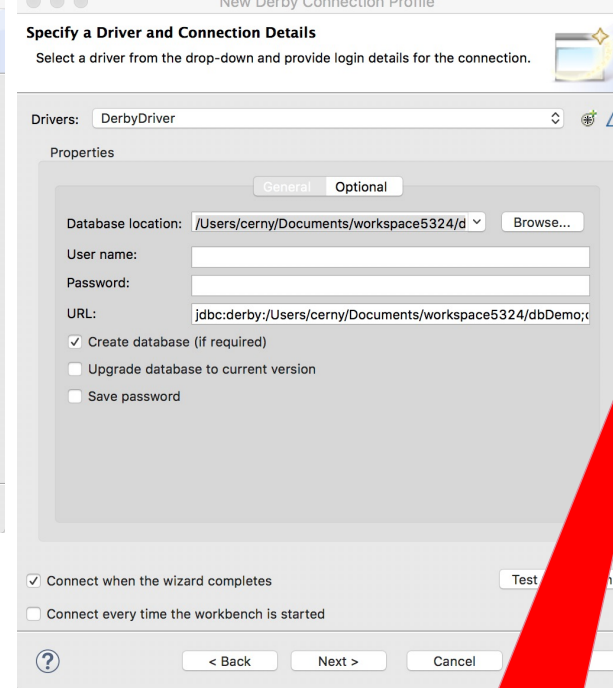 New Derby Connection Profile
Specify a Driver and Connection Details
Select a driver from the drop-down and provide login details for the connection.
Drivers: DerbyDriver
Properties
General Optional
Database location: /Users/cerny/Documents/workspace5324/d Browse...
User name:
Password:
URL: jdbc:derby:/Users/cerny/Documents/workspace5324/dbDemo;
Create database (if required)
Upgrade database to current version
Save password
Connect when the wizard completes Test
Connect every time the workbench is started
? < Back Next > Cancel